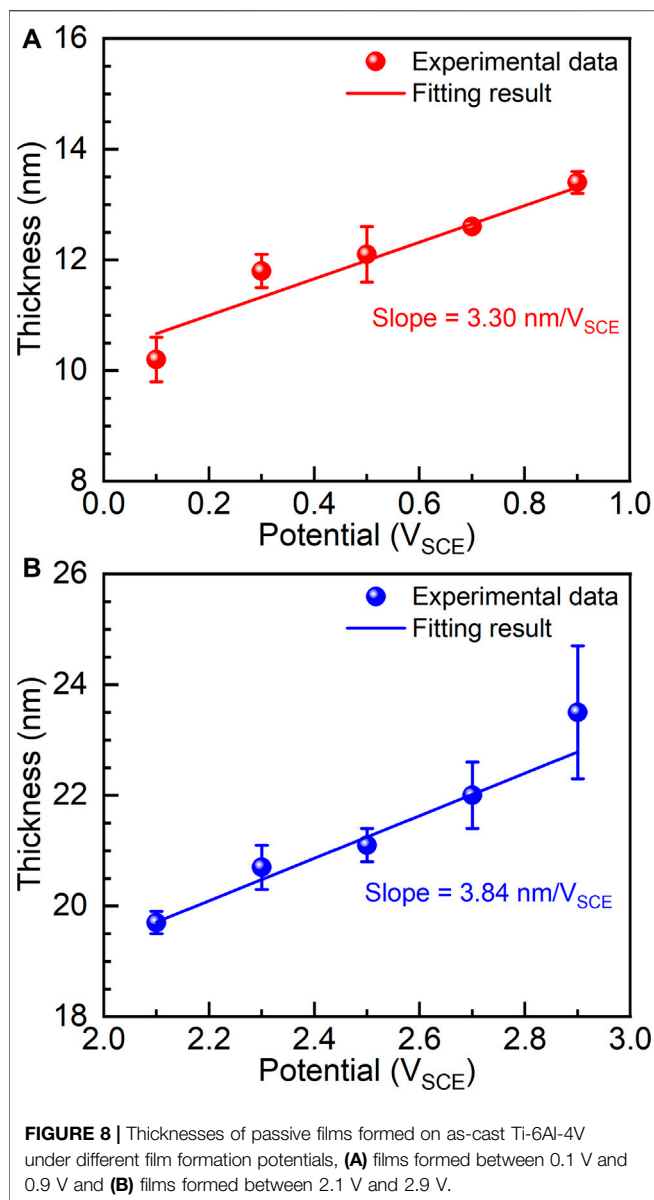 A
16
14
12
10
8
Thickness (nm)
Experimental data
Fitting result
Slope = 3.30 nm/V_SCE
0.0 0.2 0.4 0.6 0.8 1.0
Potential (V_SCE)
B
26
24
22
20
18
Thickness (nm)
Experimental data
Fitting result
Slope = 3.84 nm/V_SCE
2.0 2.2 2.4 2.6 2.8 3.0
Potential (V_SCE)
FIGURE 8 | Thicknesses of passive films formed on as-cast Ti-6Al-4V
under different film formation potentials, (A) films formed between 0.1 V and
0.9 V and (B) films formed between 2.1 V and 2.9 V.